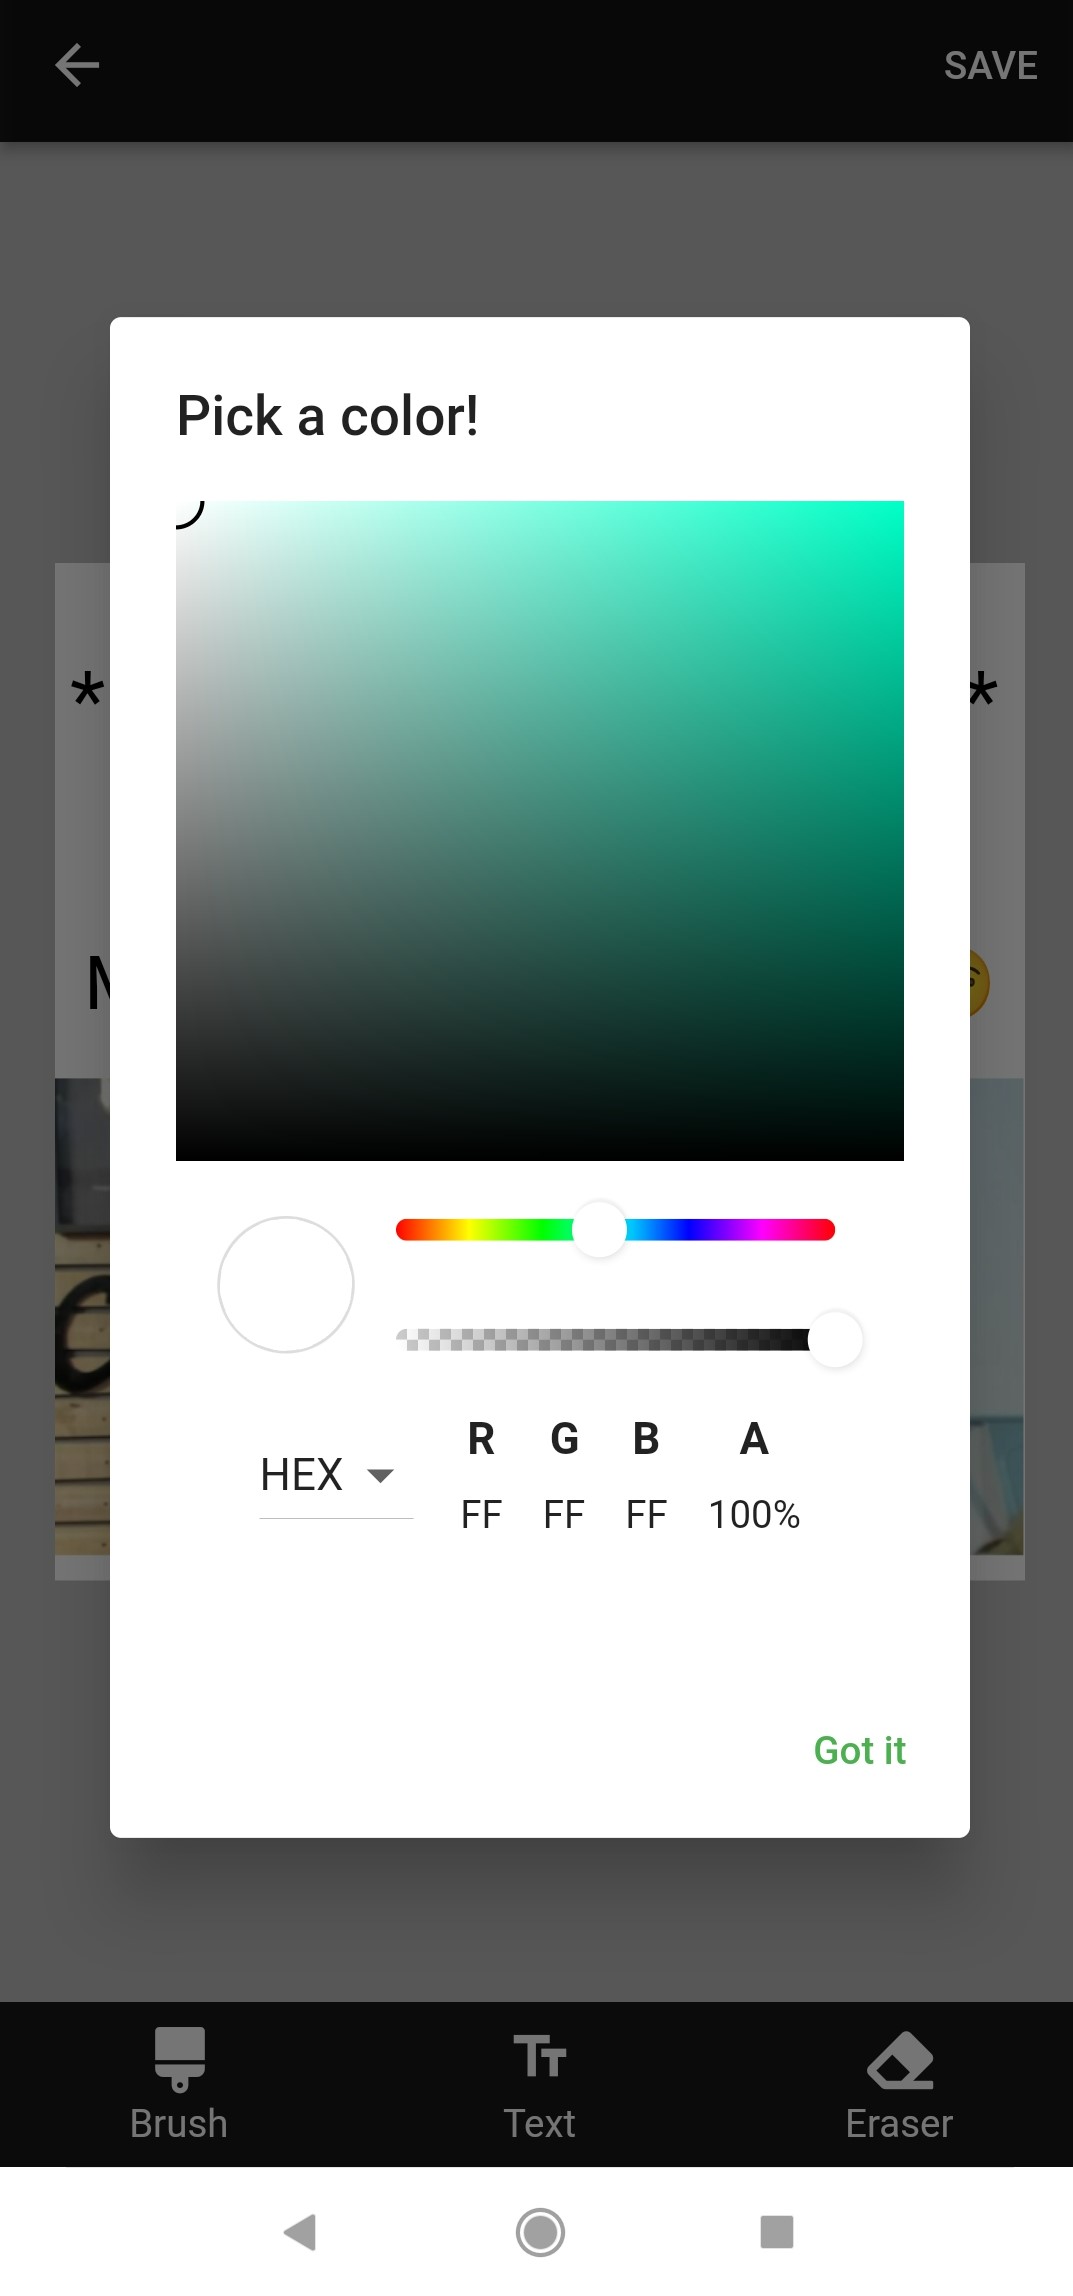 SAVE
Pick a color!
* *
M
HEX
R G B A
FF FF FF 100%
Got it
Brush Text Eraser